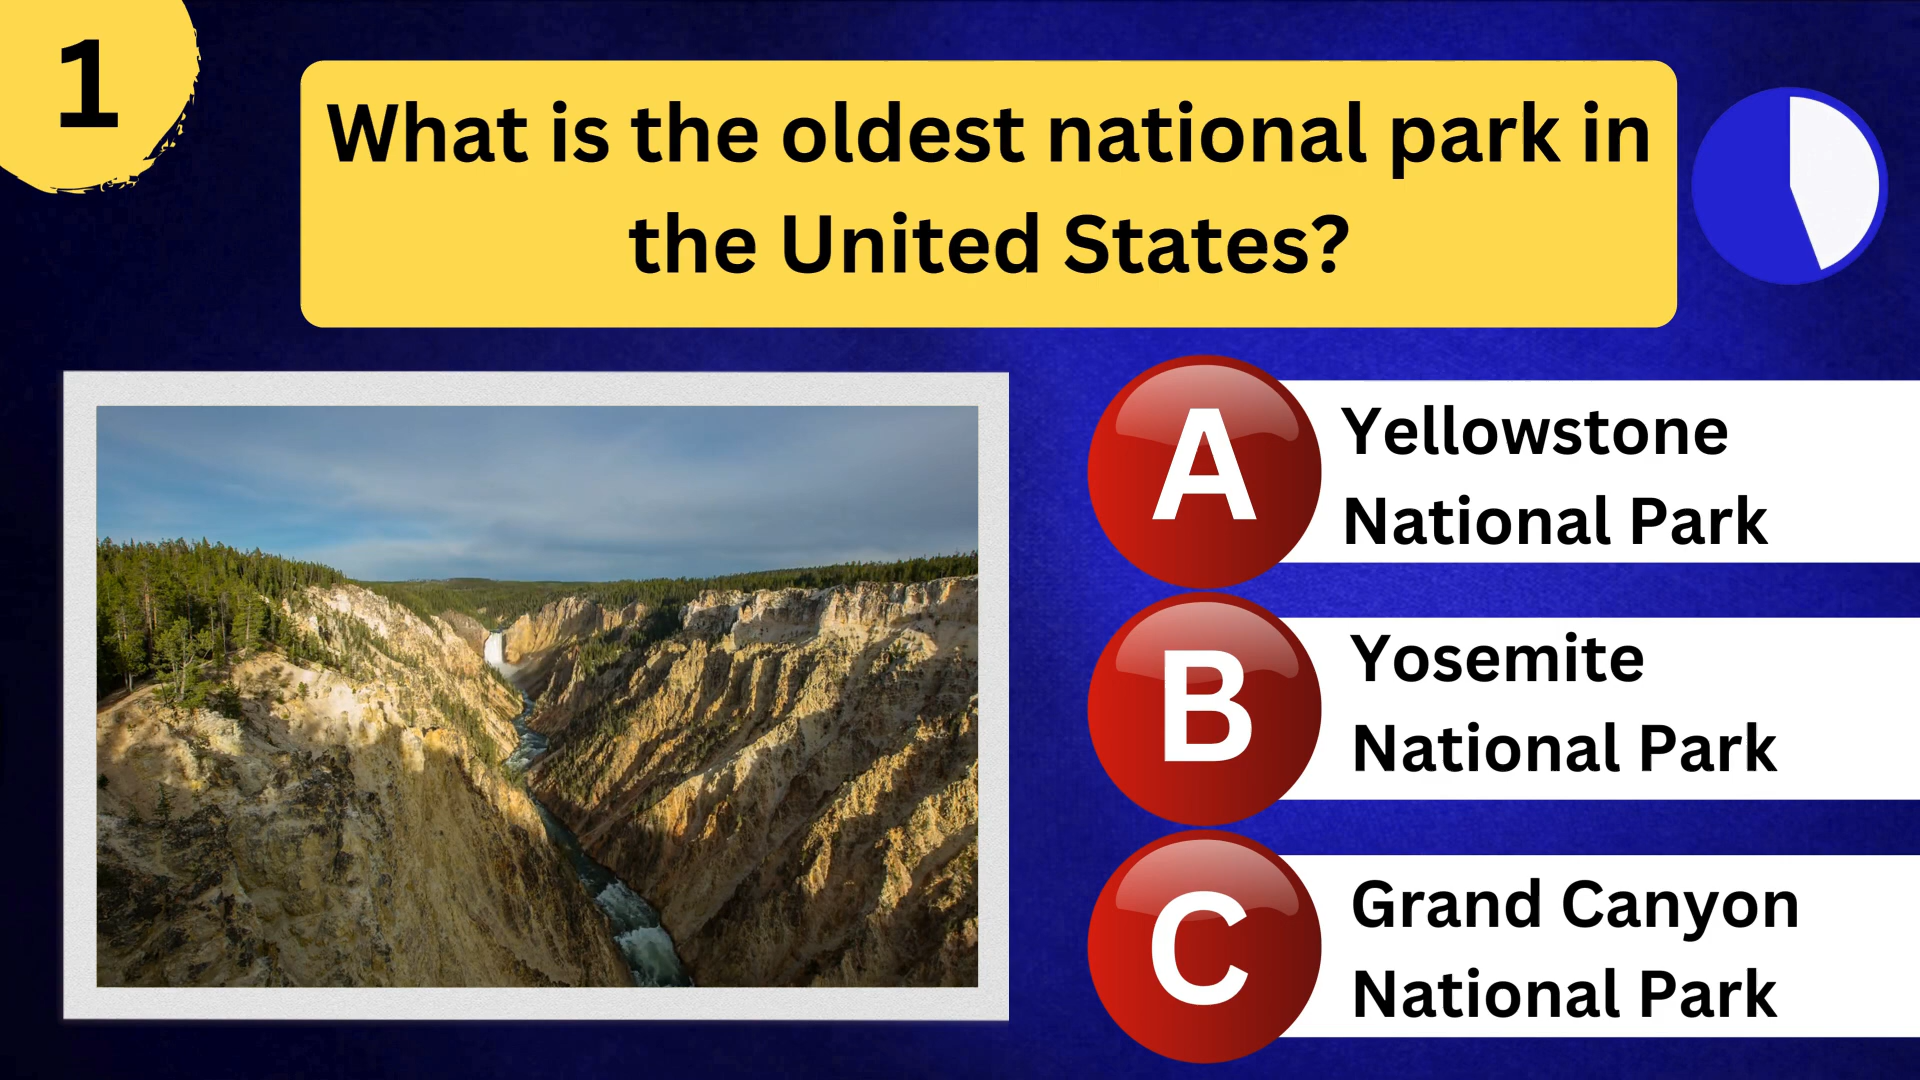 1
What is the oldest national park in
the United States?
A
Yellowstone
National Park
B
Yosemite
National Park
C
Grand Canyon
National Park